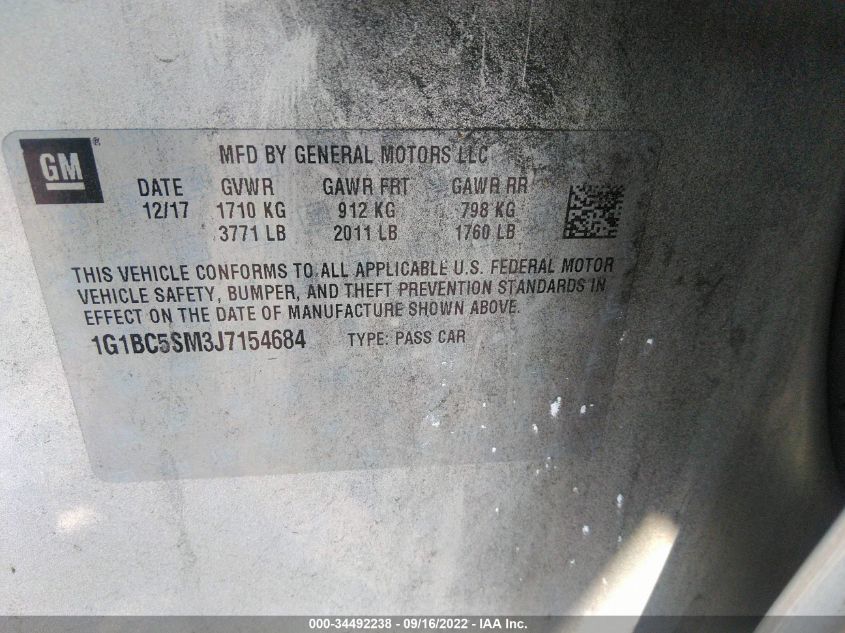 GM®
MFD BY GENERAL MOTORS LLC
DATE GVWR GAWR FRT GAWR RR
12/17 1710 KG 912 KG 798 KG
3771 LB 2011 LB 1760 LB
THIS VEHICLE CONFORMS TO ALL APPLICABLE U.S. FEDERAL MOTOR
VEHICLE SAFETY, BUMPER, AND THEFT PREVENTION STANDARDS IN
EFFECT ON THE DATE OF MANUFACTURE SHOWN ABOVE.
1G1BC5SM3J7154684 TYPE: PASS CAR
000-34492238 - 09/16/2022 - IAA Inc.